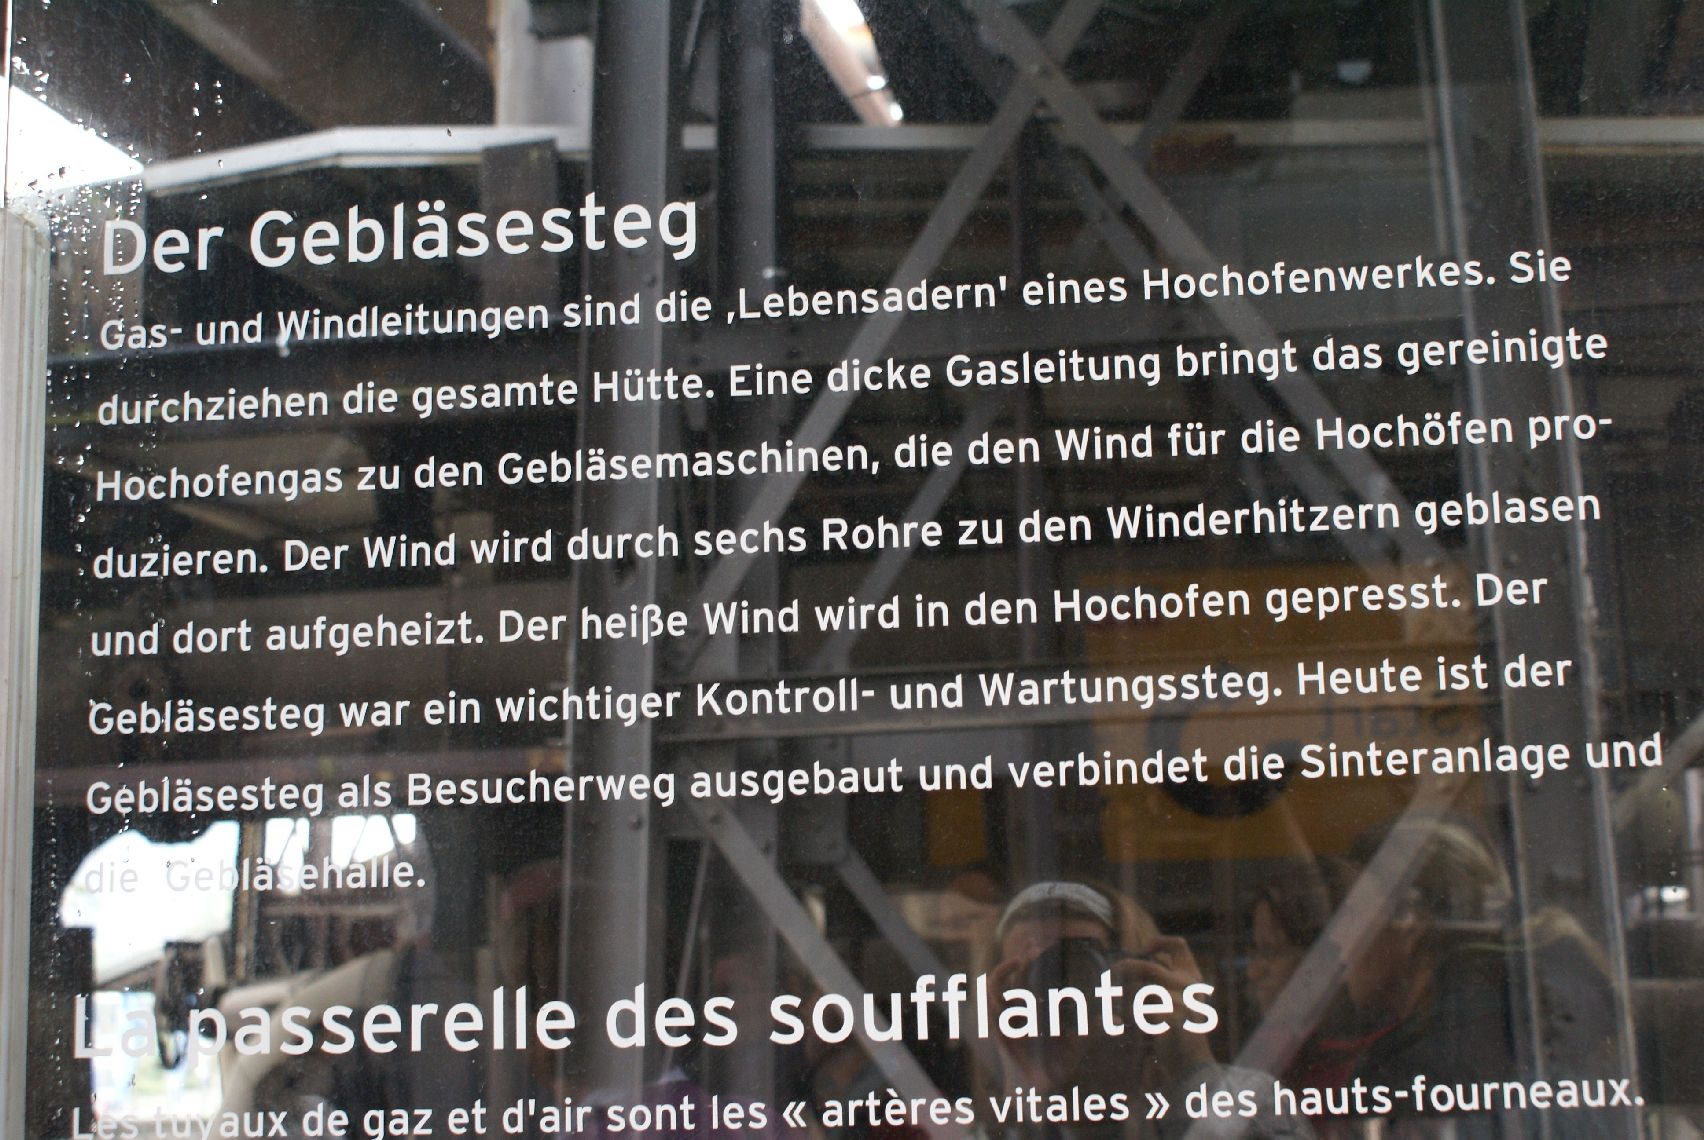 Der Gebläsesteg
Gas- und Windleitungen sind die ‚Lebensadern' eines Hochofenwerkes. Sie
durchziehen die gesamte Hütte. Eine dicke Gasleitung bringt das gereinigte
Hochofengas zu den Gebläsemaschinen, die den Wind für die Hochöfen pro-
duzieren. Der Wind wird durch sechs Rohre zu den Winderhitzern geblasen
und dort aufgeheizt. Der heiße Wind wird in den Hochofen gepresst. Der
Gebläsesteg war ein wichtiger Kontroll- und Wartungssteg. Heute ist der
Gebläsesteg als Besucherweg ausgebaut und verbindet die Sinteranlage und
die Gebläsehalle.
La passerelle des soufflantes
Les tuyaux de gaz et d'air sont les « artères vitales » des hauts-fourneaux.